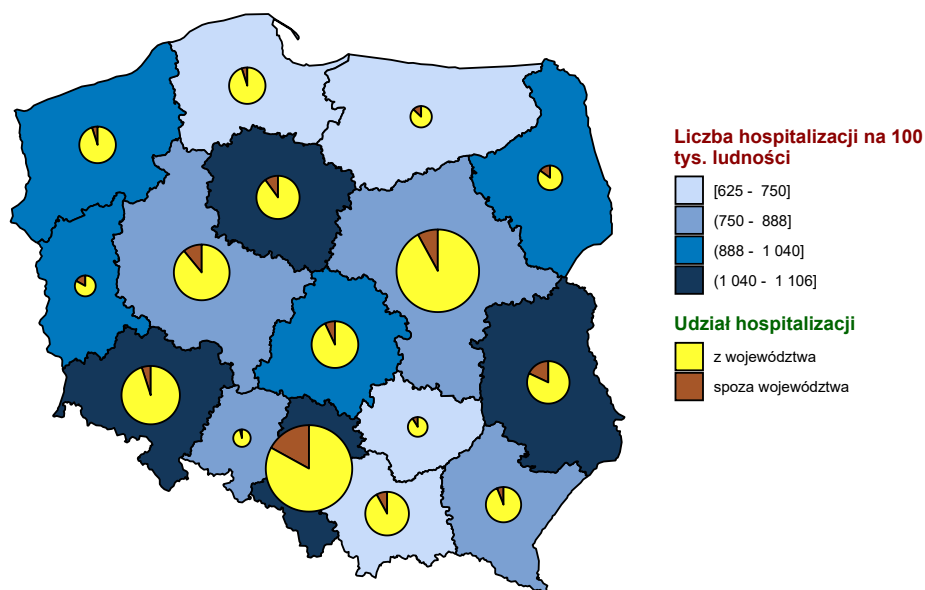 Liczba hospitalizacji na 100
tys. ludności
[625 - 750]
(750 - 888]
(888 - 1 040]
(1 040 - 1 106]
Udział hospitalizacji
z województwa
spoza województwa